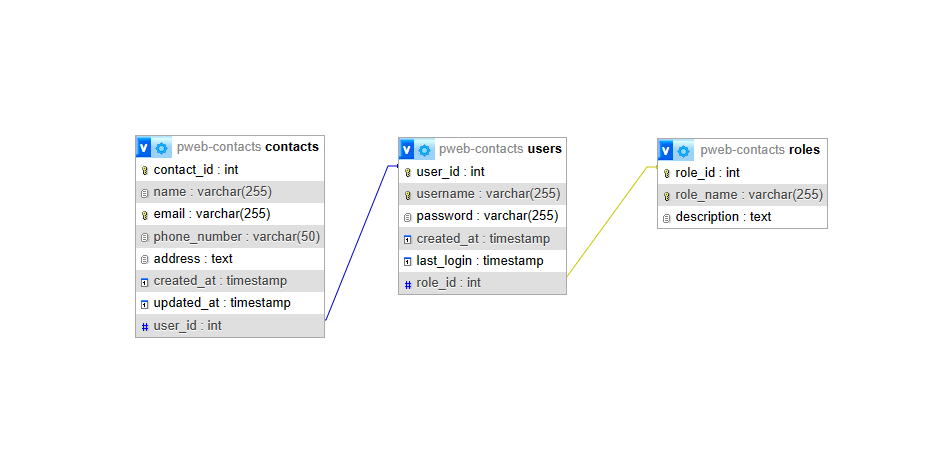 pweb-contacts contacts
contact_id : int
name : varchar(255)
email : varchar(255)
phone_number : varchar(50)
address : text
created_at : timestamp
updated_at : timestamp
# user_id : int
pweb-contacts users
user_id : int
username : varchar(255)
password : varchar(255)
created_at : timestamp
last_login : timestamp
# role_id : int
pweb-contacts roles
role_id : int
role_name : varchar(255)
description : text